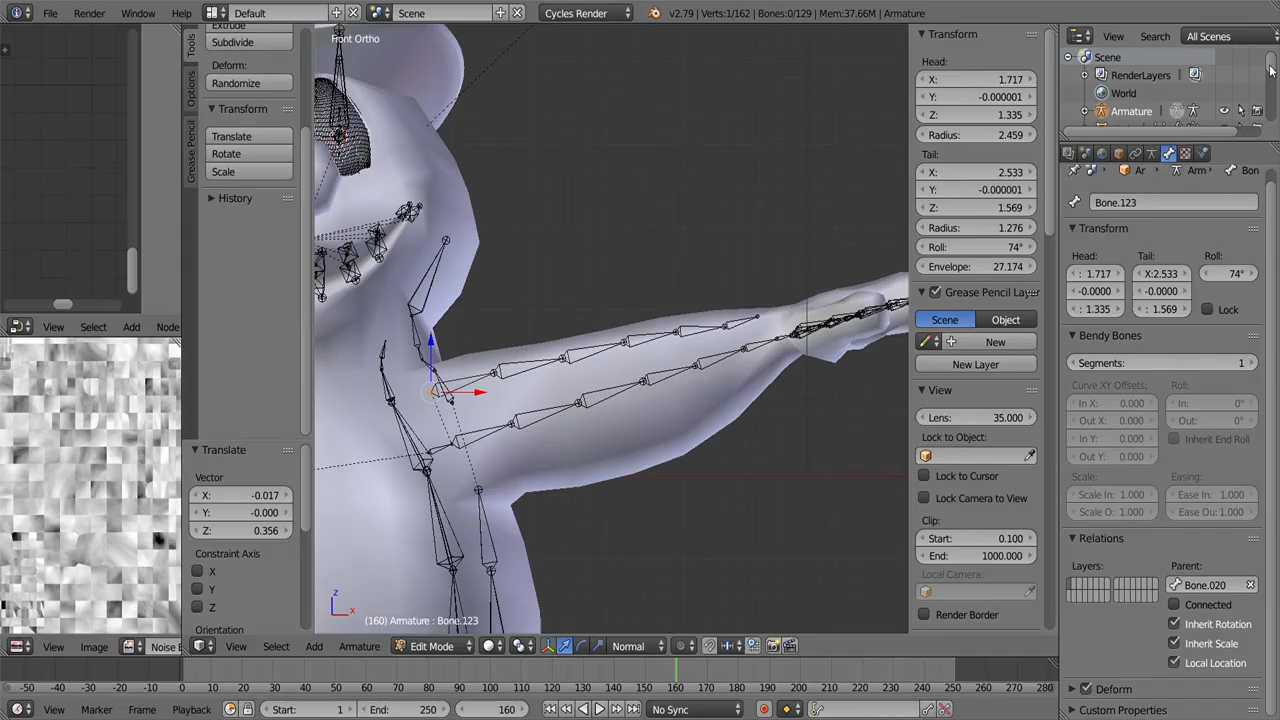 File Render Window Help Default Scene Cycles Render v2.79 | Verts:1/162 | Bones:0/129 | Mem:37.66M | Armature
Extrude
Subdivide
Deform:
Randomize
Transform
Translate
Rotate
Scale
History
Tools
Options
Grease Pencil
Translate
Vector
X: -0.017
Y: -0.000
Z: 0.356
Constraint Axis
X
Y
Z
Orientation
View Select Add Node
View Image Noise
Front Ortho
z
x
(160) Armature : Bone.123
View Select Add Armature Edit Mode Normal
Transform
Head:
X: 1.717
Y: -0.000001
Z: 1.335
Radius: 2.459
Tail:
X: 2.533
Y: -0.000001
Z: 1.569
Radius: 1.276
Roll: 74°
Envelope: 27.174
Grease Pencil Layer
Scene Object
New
New Layer
View
Lens: 35.000
Lock to Object:
Lock to Cursor
Lock Camera to View
Clip:
Start: 0.100
End: 1000.000
Local Camera:
Render Border
View Search All Scenes
Scene
RenderLayers |
World
Armature |
Ar Arm Bon
Bone.123
Transform
Head: Tail: Roll:
: 1.717 X:2.533 74°
-0.0000 -0.0000
: 1.335 : 1.569 Lock
Bendy Bones
Segments: 1
Curve XY Offsets: Roll:
In X: 0.000 In: 0°
Out X: 0.000 Out: 0°
In Y: 0.000 Inherit End Roll
Out Y: 0.000
Scale: Easing:
Scale In: 1.000 Ease In: 1.000
Scale O: 1.000 Ease Ou: 1.000
Relations
Layers: Parent:
Bone.020
Connected
Inherit Rotation
Inherit Scale
Local Location
Deform
Custom Properties
-50 -40 -30 -20 -10 0 10 20 30 40 50 60 70 80 90 100 110 120 130 140 150 160 170 180 190 200 210 220 230 240 250 260 270 280
View Marker Frame Playback Start: 1 End: 250 160 No Sync